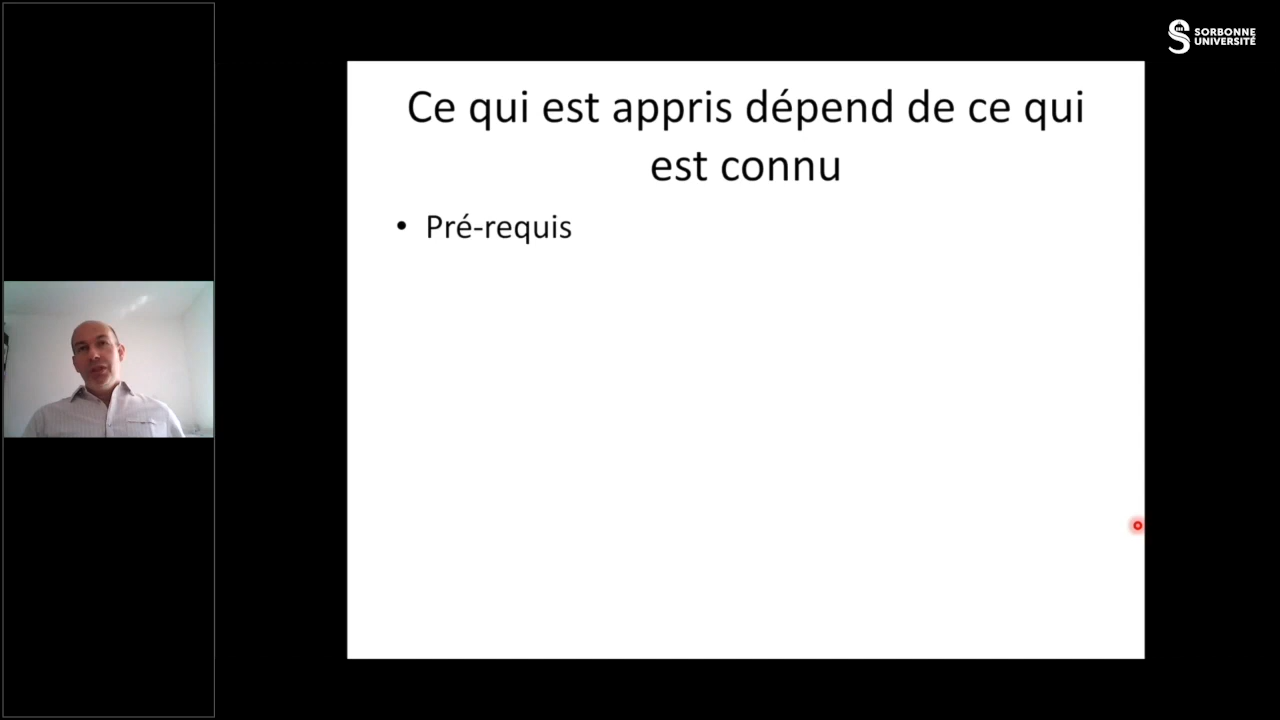 SORBONNE
UNIVERSITÉ
Ce qui est appris dépend de ce qui
est connu
• Pré-requis